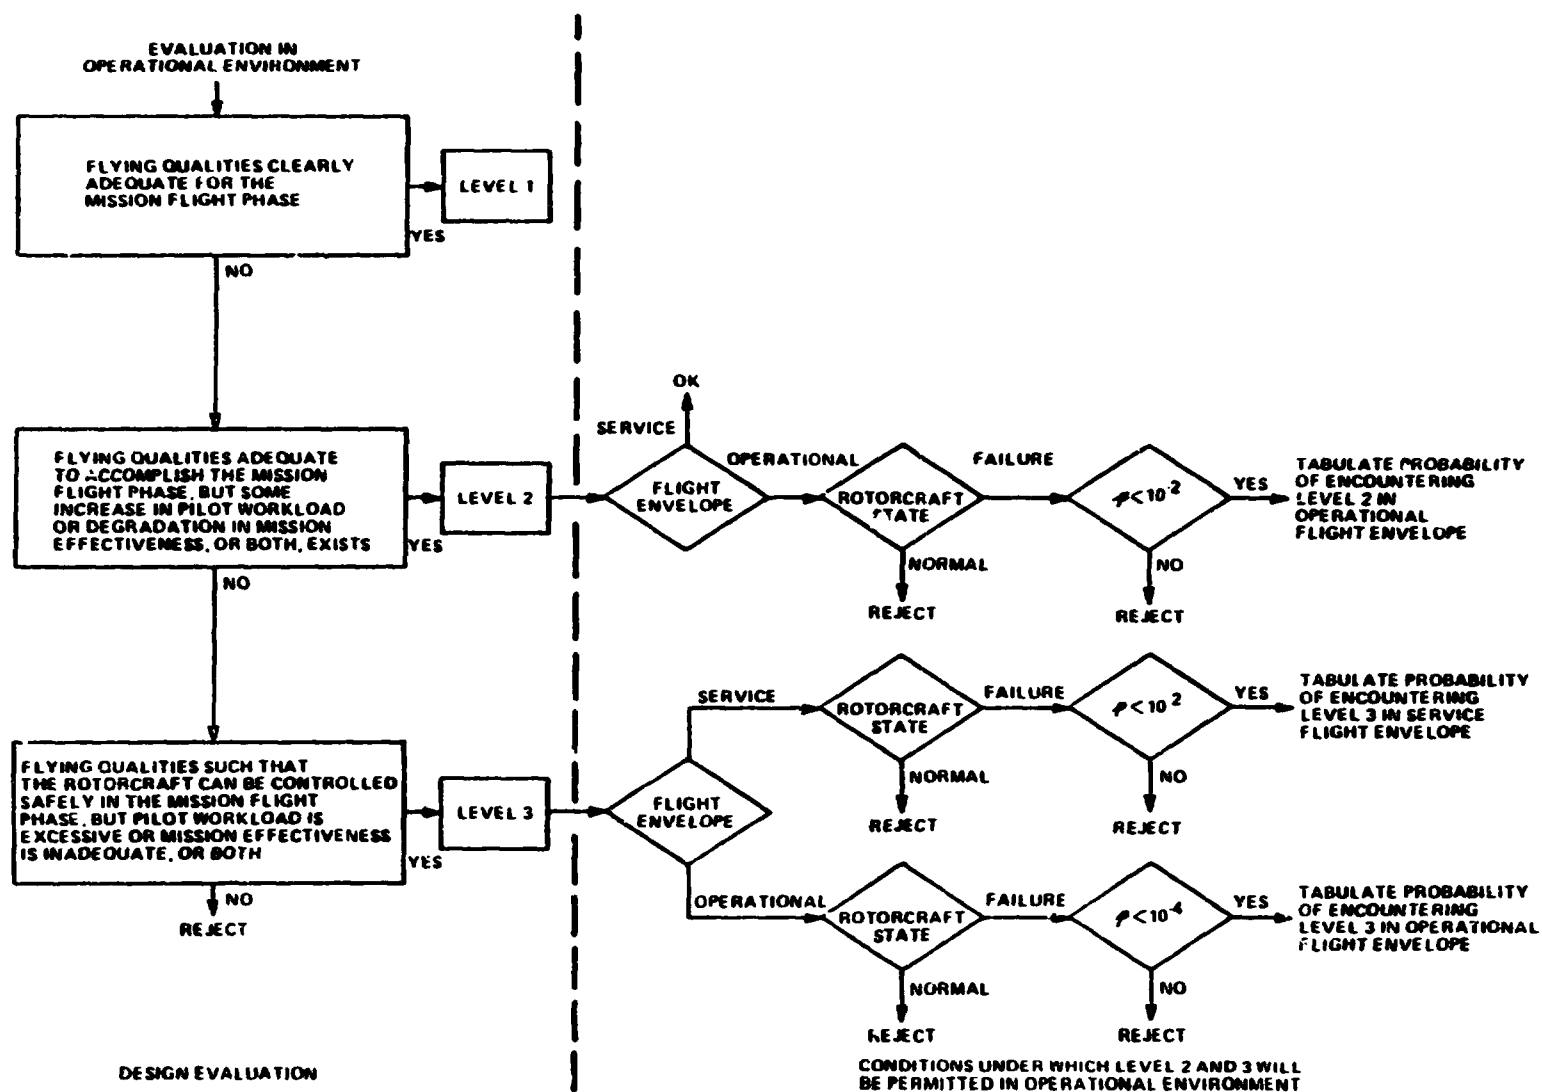 EVALUATION IN
OPERATIONAL ENVIRONMENT
FLYING QUALITIES CLEARLY
ADEQUATE FOR THE
MISSION FLIGHT PHASE
LEVEL 1
YES
NO
FLYING QUALITIES ADEQUATE
TO ACCOMPLISH THE MISSION
FLIGHT PHASE, BUT SOME
INCREASE IN PILOT WORKLOAD
OR DEGRADATION IN MISSION
EFFECTIVENESS, OR BOTH, EXISTS
YES
NO
LEVEL 2
OK
SERVICE
FLIGHT
ENVELOPE
OPERATIONAL
ROTORCRAFT
STATE
NORMAL
REJECT
FAILURE
p < 10-2
NO
REJECT
YES
TABULATE PROBABILITY
OF ENCOUNTERING
LEVEL 2 IN
OPERATIONAL
FLIGHT ENVELOPE
FLYING QUALITIES SUCH THAT
THE ROTORCRAFT CAN BE CONTROLLED
SAFELY IN THE MISSION FLIGHT
PHASE, BUT PILOT WORKLOAD IS
EXCESSIVE OR MISSION EFFECTIVENESS
IS INADEQUATE, OR BOTH
YES
NO
REJECT
LEVEL 3
FLIGHT
ENVELOPE
SERVICE
ROTORCRAFT
STATE
NORMAL
REJECT
FAILURE
p < 10 2
NO
REJECT
YES
TABULATE PROBABILITY
OF ENCOUNTERING
LEVEL 3 IN SERVICE
FLIGHT ENVELOPE
OPERATIONAL
ROTORCRAFT
STATE
NORMAL
REJECT
FAILURE
p < 10-4
NO
REJECT
YES
TABULATE PROBABILITY
OF ENCOUNTERING
LEVEL 3 IN OPERATIONAL
FLIGHT ENVELOPE
DESIGN EVALUATION
CONDITIONS UNDER WHICH LEVEL 2 AND 3 WILL
BE PERMITTED IN OPERATIONAL ENVIRONMENT